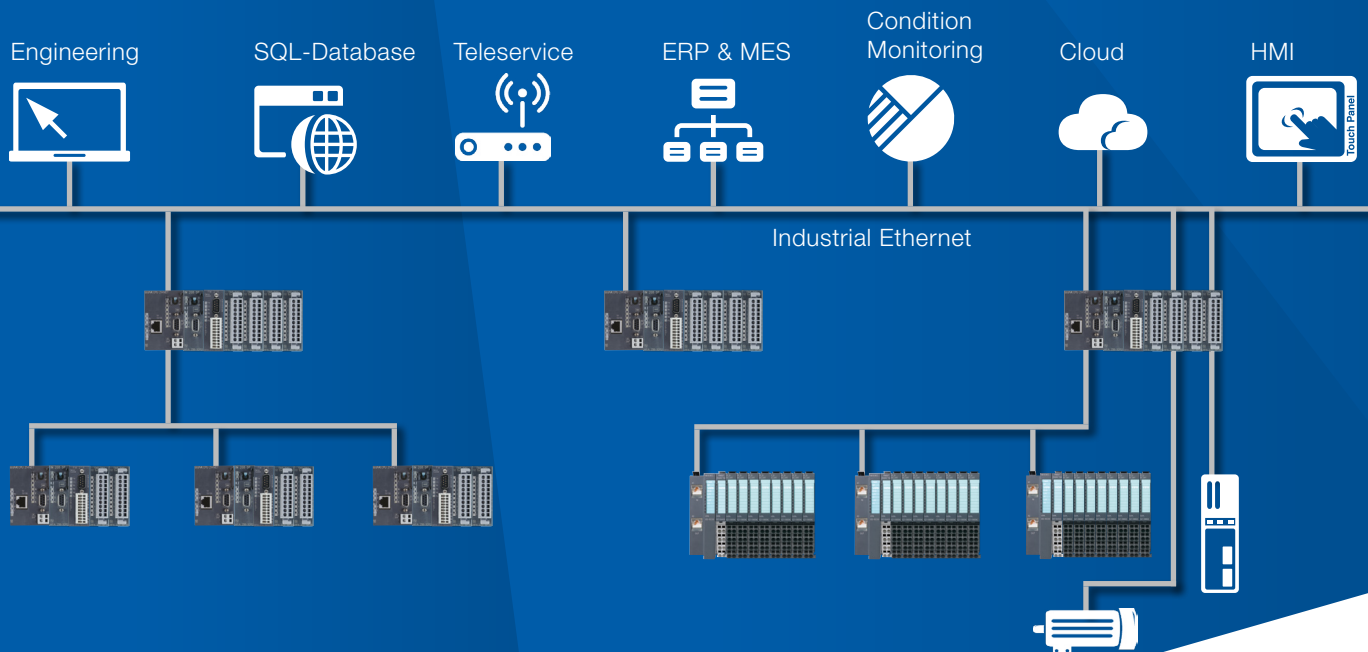 Engineering
SQL-Database
Teleservice
ERP & MES
Condition
Monitoring
Cloud
HMI
Touch Panel
Industrial Ethernet